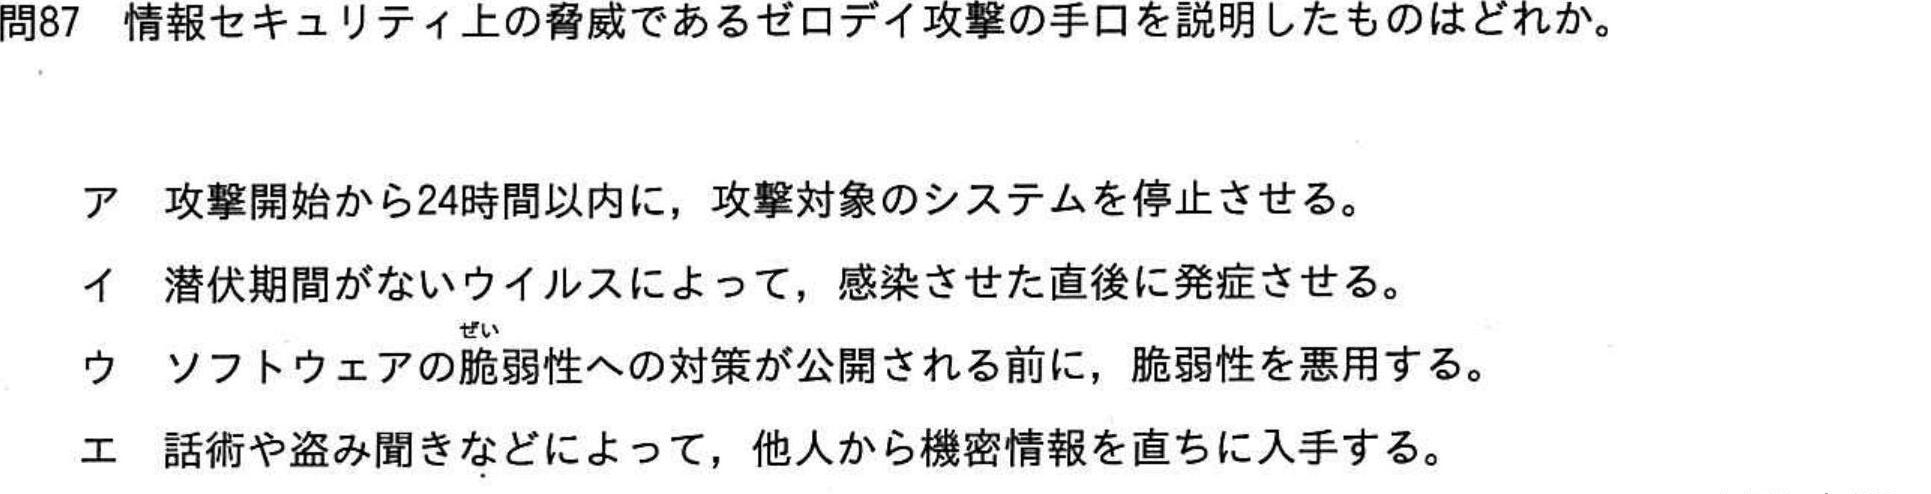 問87 情報セキュリティ上の脅威であるゼロデイ攻撃の手口を説明したものはどれか。
ア 攻撃開始から24時間以内に，攻撃対象のシステムを停止させる。
イ 潜伏期間がないウイルスによって，感染させた直後に発症させる。
ぜい
ウ ソフトウェアの脆弱性への対策が公開される前に，脆弱性を悪用する。
エ 話術や盗み聞きなどによって，他人から機密情報を直ちに入手する。